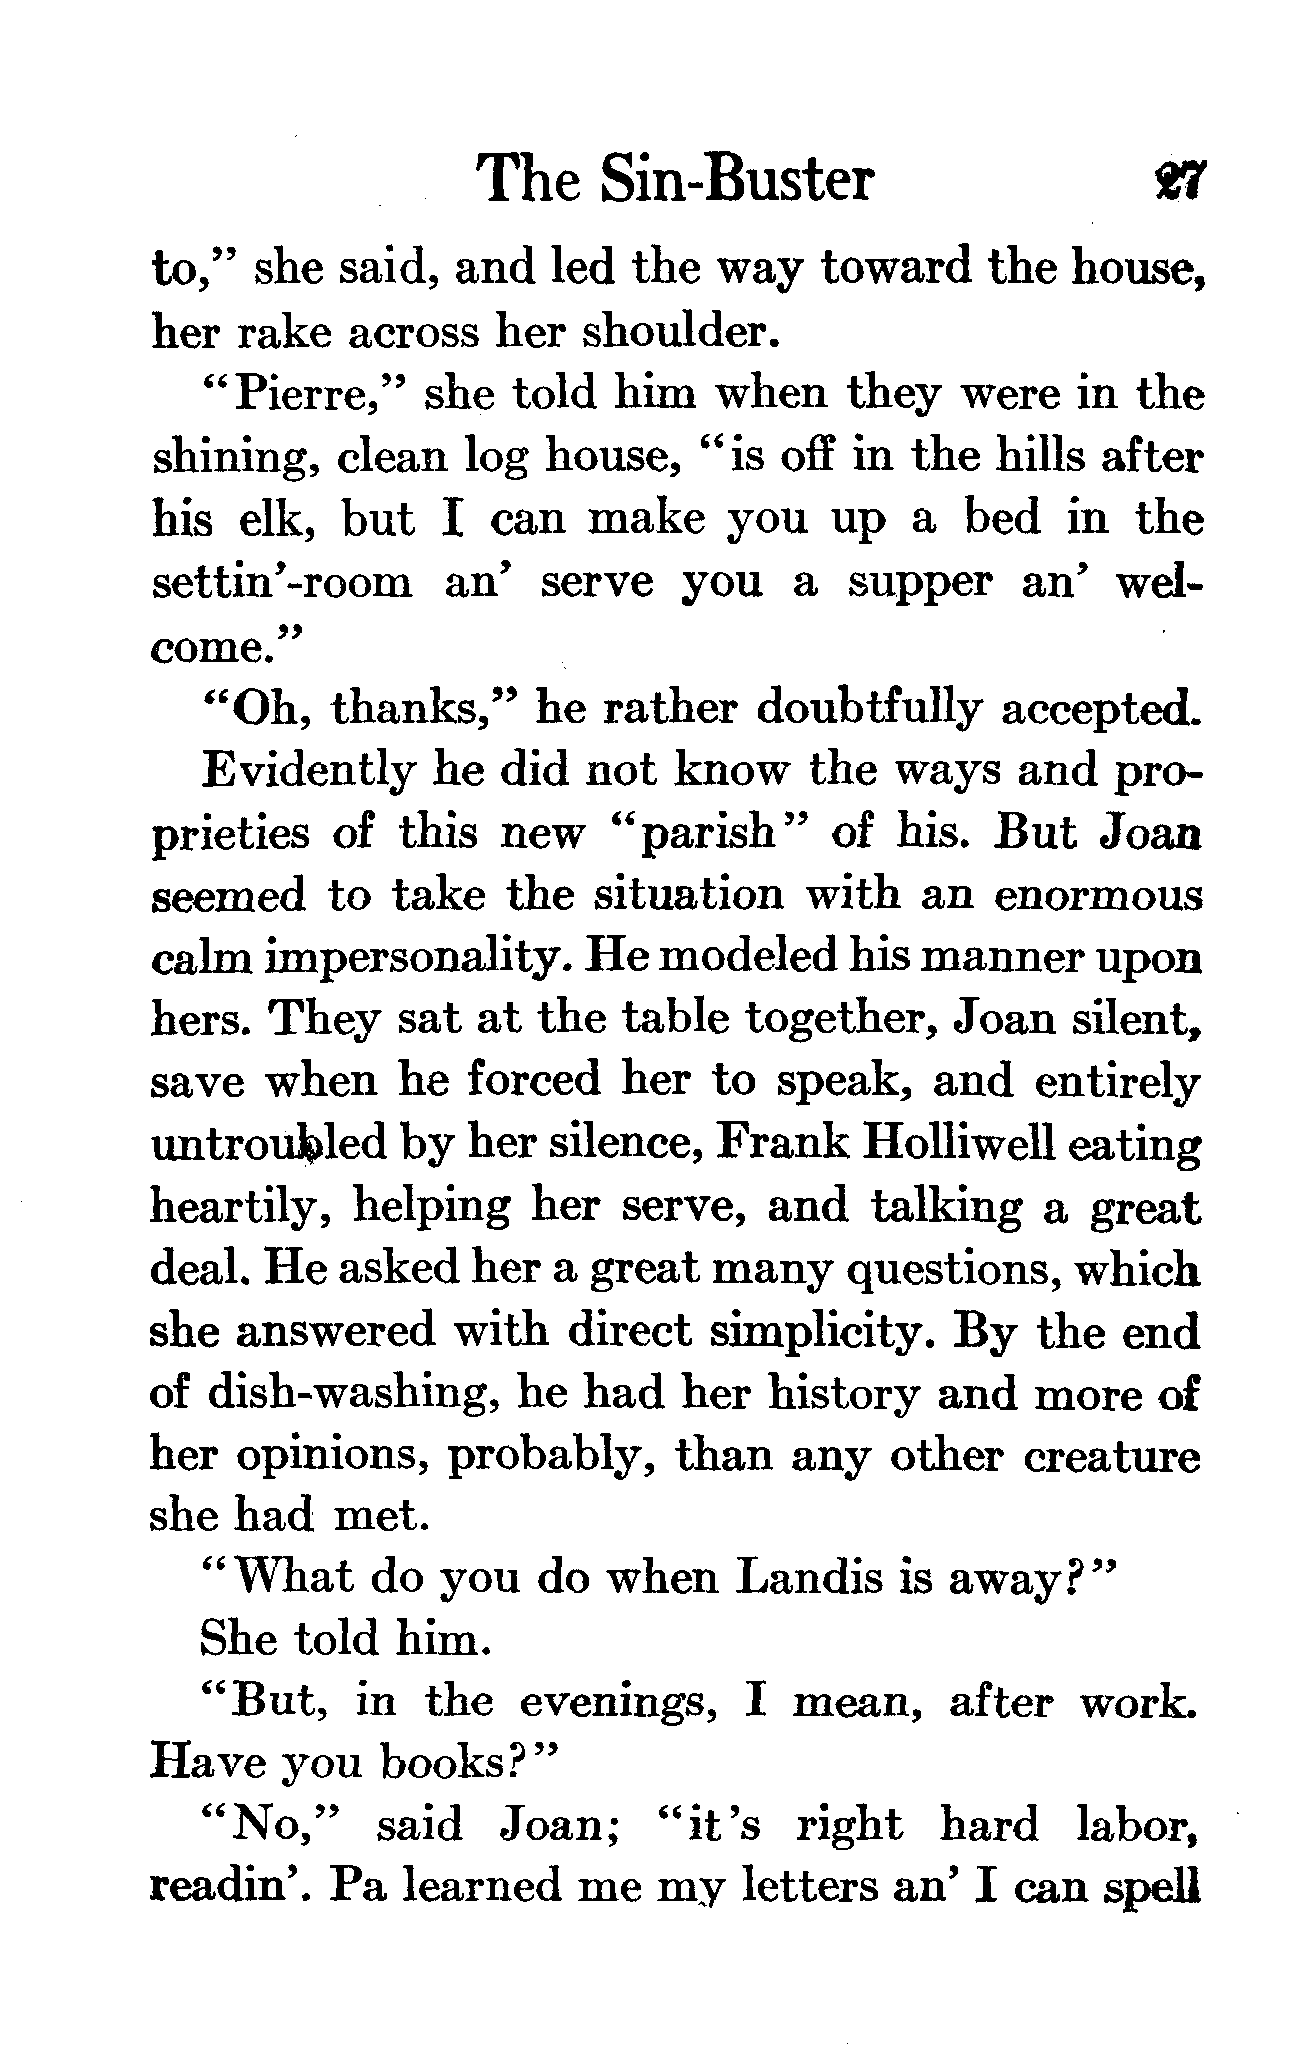 The Sin-Buster 27
to," she said, and led the way toward the house,
her rake across her shoulder.
"Pierre," she told him when they were in the
shining, clean log house, "is off in the hills after
his elk, but I can make you up a bed in the
settin'-room an' serve you a supper an' wel-
come."
"Oh, thanks," he rather doubtfully accepted.
Evidently he did not know the ways and pro-
prieties of this new "parish" of his. But Joan
seemed to take the situation with an enormous
calm impersonality. He modeled his manner upon
hers. They sat at the table together, Joan silent,
save when he forced her to speak, and entirely
untroubled by her silence, Frank Holliwell eating
heartily, helping her serve, and talking a great
deal. He asked her a great many questions, which
she answered with direct simplicity. By the end
of dish-washing, he had her history and more of
her opinions, probably, than any other creature
she had met.
"What do you do when Landis is away?"
She told him.
"But, in the evenings, I mean, after work.
Have you books?"
"No," said Joan; "it's right hard labor,
readin'. Pa learned me my letters an' I can spell